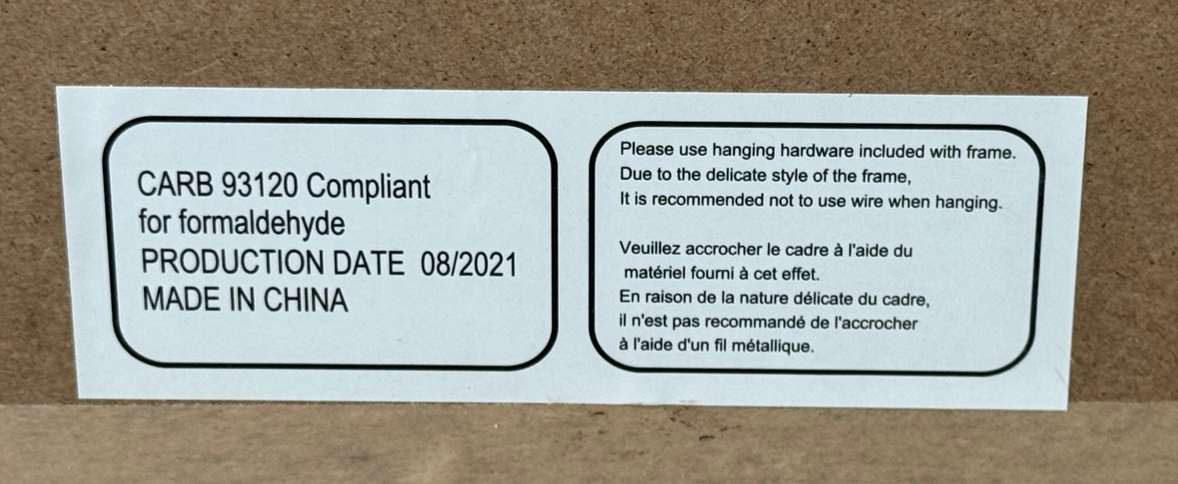 CARB 93120 Compliant
for formaldehyde
PRODUCTION DATE 08/2021
MADE IN CHINA
Please use hanging hardware included with frame.
Due to the delicate style of the frame,
It is recommended not to use wire when hanging.
Veuillez accrocher le cadre à l'aide du
matériel fourni à cet effet.
En raison de la nature délicate du cadre,
il n'est pas recommandé de l'accrocher
à l'aide d'un fil métallique.